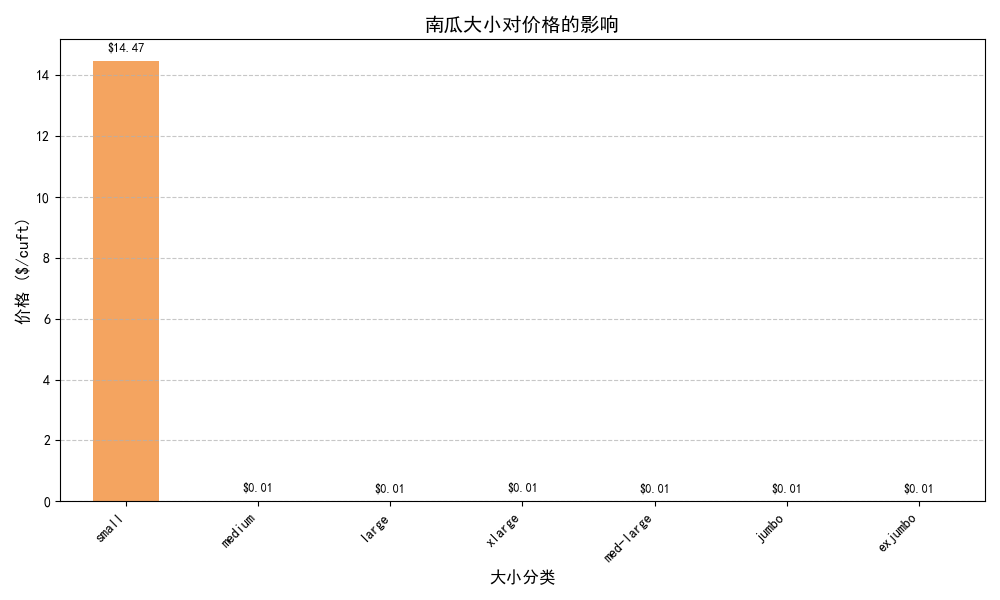 南瓜大小对价格的影响
$14.47
14
12
10
8
6
4
2
0
价格 ($/cuft)
$0.01
$0.01
$0.01
$0.01
$0.01
$0.01
small
medium
large
xlarge
med-large
jumbo
exjumbo
大小分类